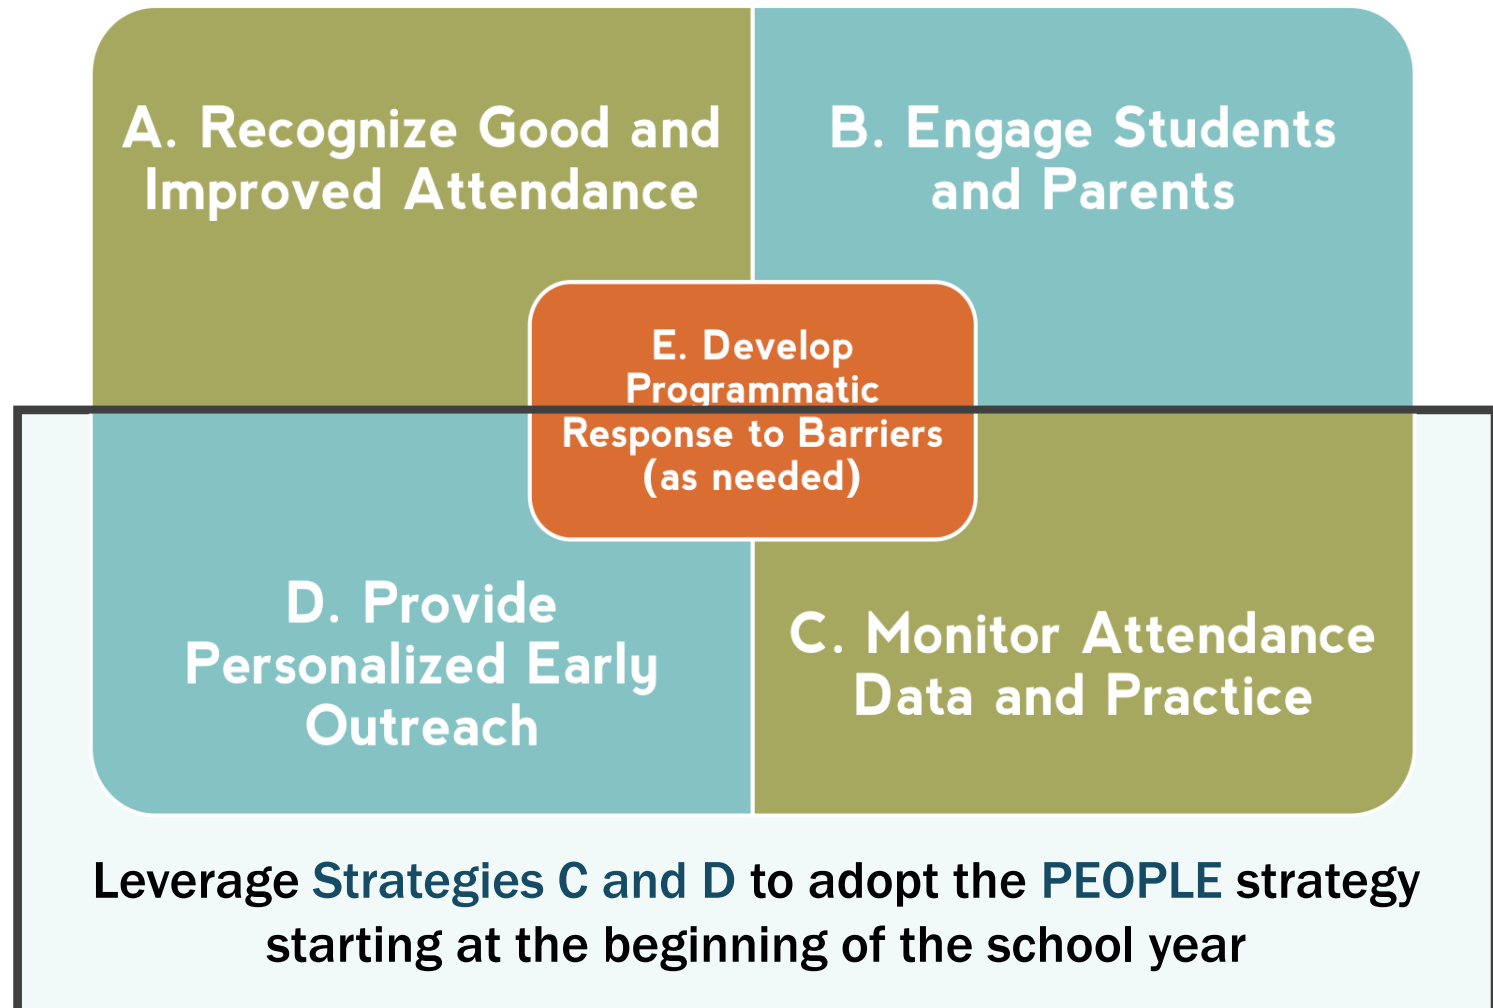 A. Recognize Good and
Improved Attendance
B. Engage Students
and Parents
E. Develop
Programmatic
Response to Barriers
(as needed)
D. Provide
Personalized Early
Outreach
C. Monitor Attendance
Data and Practice
Leverage Strategies C and D to adopt the PEOPLE strategy
starting at the beginning of the school year